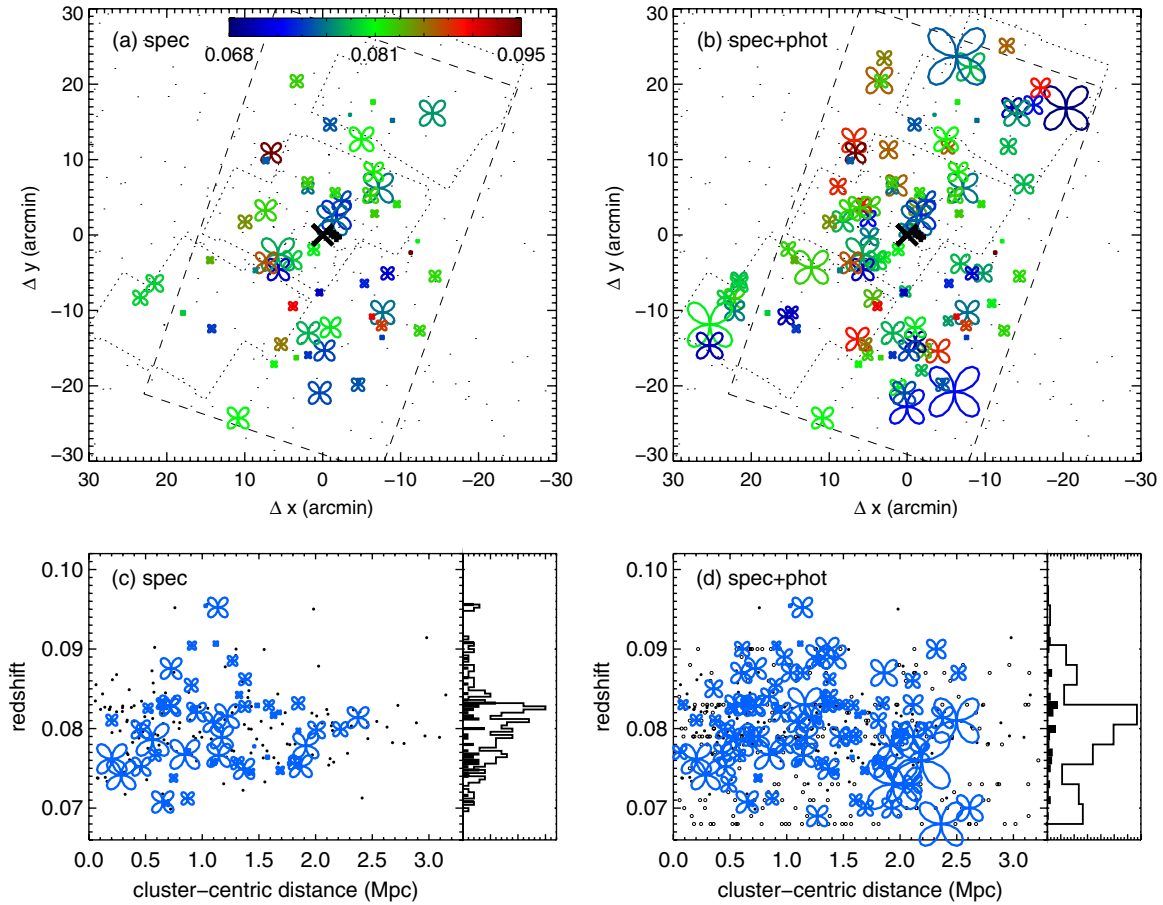 (a) spec
0.068 0.081 0.095
30
20
10
0
−10
−20
−30
Δ y (arcmin)
30 20 10 0 −10 −20 −30
Δ x (arcmin)
(b) spec+phot
30
20
10
0
−10
−20
−30
Δ y (arcmin)
30 20 10 0 −10 −20 −30
Δ x (arcmin)
(c) spec
0.10
0.09
0.08
0.07
redshift
0.0 0.5 1.0 1.5 2.0 2.5 3.0
cluster−centric distance (Mpc)
(d) spec+phot
0.10
0.09
0.08
0.07
redshift
0.0 0.5 1.0 1.5 2.0 2.5 3.0
cluster−centric distance (Mpc)